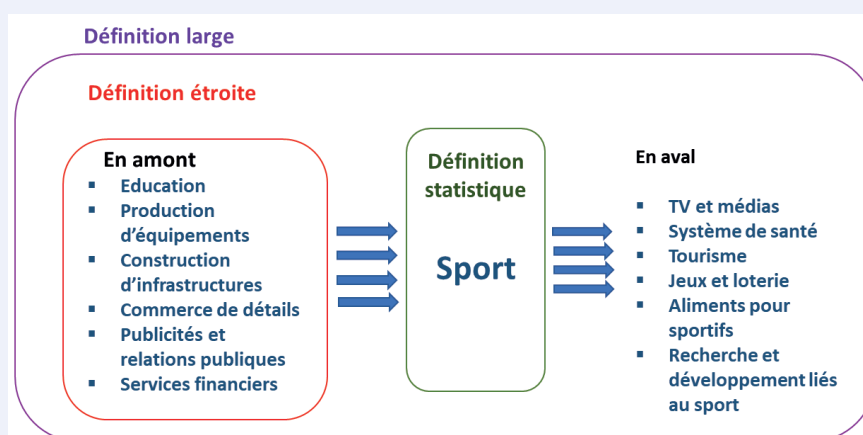 Définition large
Définition étroite
En amont
▪ Education
▪ Production
d’équipements
▪ Construction
d’infrastructures
▪ Commerce de détails
▪ Publicités et
relations publiques
▪ Services financiers
Définition
statistique
Sport
En aval
▪ TV et médias
▪ Système de santé
▪ Tourisme
▪ Jeux et loterie
▪ Aliments pour
sportifs
▪ Recherche et
développement liés
au sport